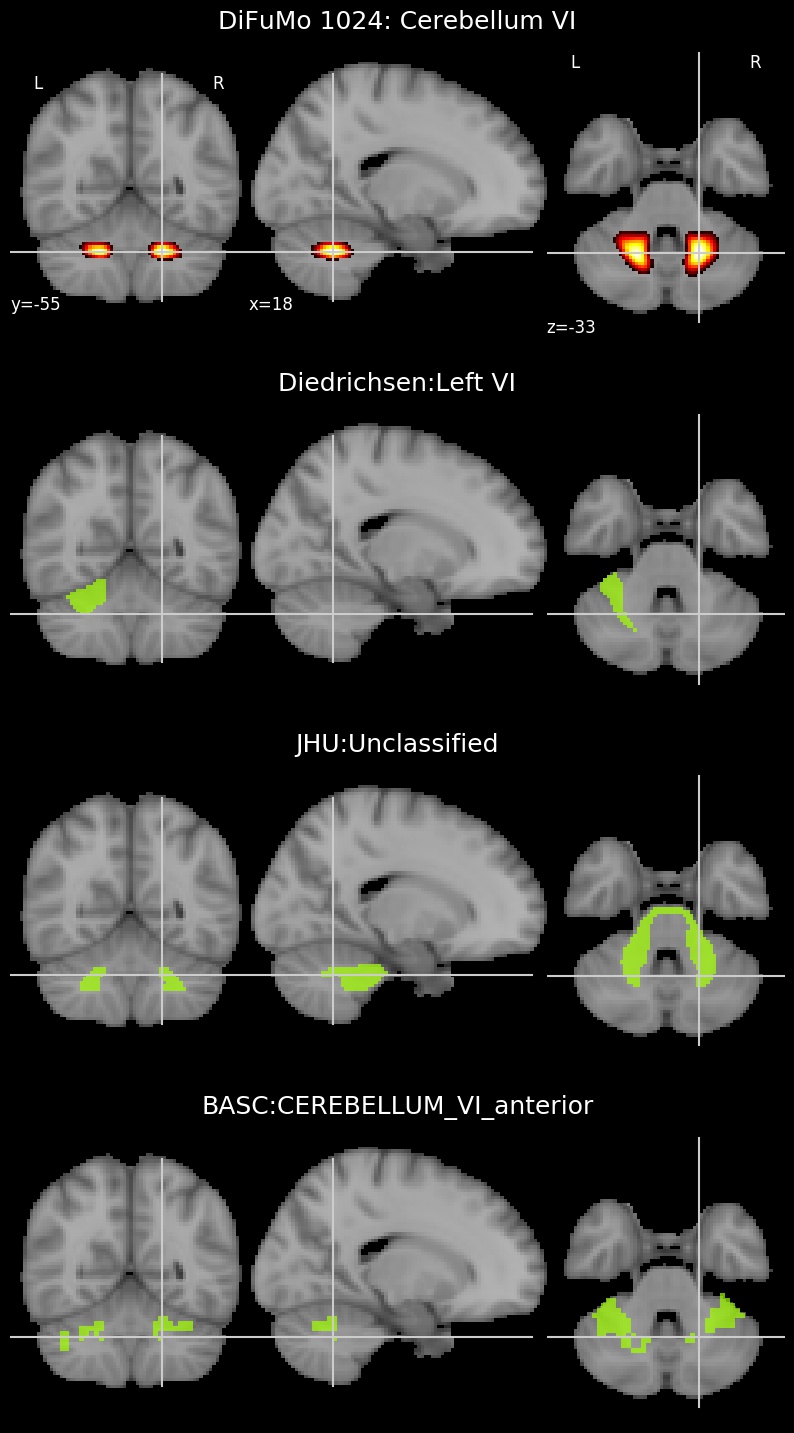 DiFuMo 1024: Cerebellum VI
L R L R
y=-55 x=18 z=-33
Diedrichsen:Left VI
JHU:Unclassified
BASC:CEREBELLUM_VI_anterior